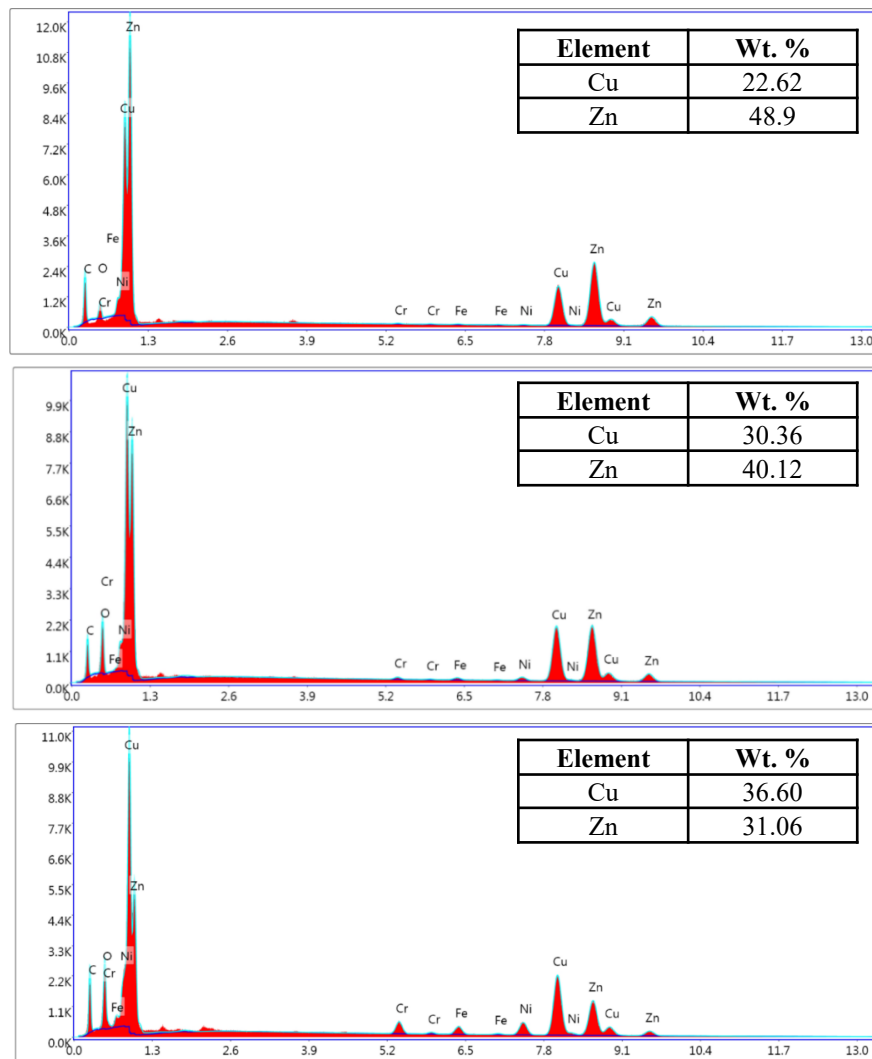 12.0K
10.8K
9.6K
8.4K
7.2K
6.0K
4.8K
3.6K
2.4K
1.2K
0.0K
Zn
Cu
Fe
C O
Ni
Cr
Cr Cr Fe Fe Ni
Cu
Ni
Zn
Cu
Zn
0.0 1.3 2.6 3.9 5.2 6.5 7.8 9.1 10.4 11.7 13.0
Element Wt. %
Cu 22.62
Zn 48.9
9.9K
8.8K
7.7K
6.6K
5.5K
4.4K
3.3K
2.2K
1.1K
0.0K
Cu
Zn
Cr
O
C
Ni
Fe
Cr Cr Fe Fe Ni
Cu
Ni
Zn
Cu
Zn
0.0 1.3 2.6 3.9 5.2 6.5 7.8 9.1 10.4 11.7 13.0
Element Wt. %
Cu 30.36
Zn 40.12
11.0K
9.9K
8.8K
7.7K
6.6K
5.5K
4.4K
3.3K
2.2K
1.1K
0.0K
Cu
Zn
O Ni
C Cr
Fe
Cr Cr Fe Fe Ni
Cu
Ni
Zn
Cu
Zn
0.0 1.3 2.6 3.9 5.2 6.5 7.8 9.1 10.4 11.7 13.0
Element Wt. %
Cu 36.60
Zn 31.06